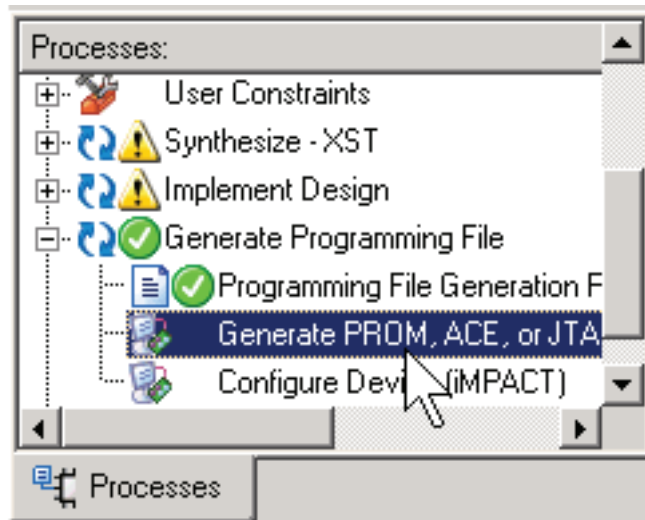 Processes:
User Constraints
Synthesize - XST
Implement Design
Generate Programming File
Programming File Generation F
Generate PROM, ACE, or JTA
Configure Devi (iMPACT)
Processes